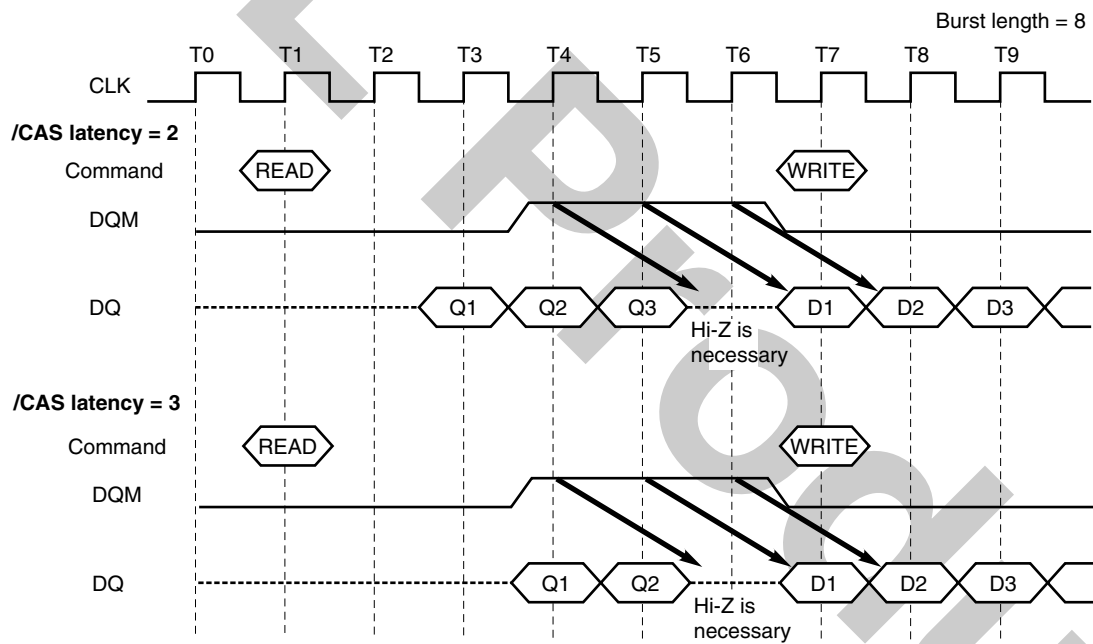 Burst length = 8
T0 T1 T2 T3 T4 T5 T6 T7 T8 T9
CLK
/CAS latency = 2
Command READ WRITE
DQM
DQ Q1 Q2 Q3 D1 D2 D3
Hi-Z is
necessary
/CAS latency = 3
Command READ WRITE
DQM
DQ Q1 Q2 D1 D2 D3
Hi-Z is
necessary